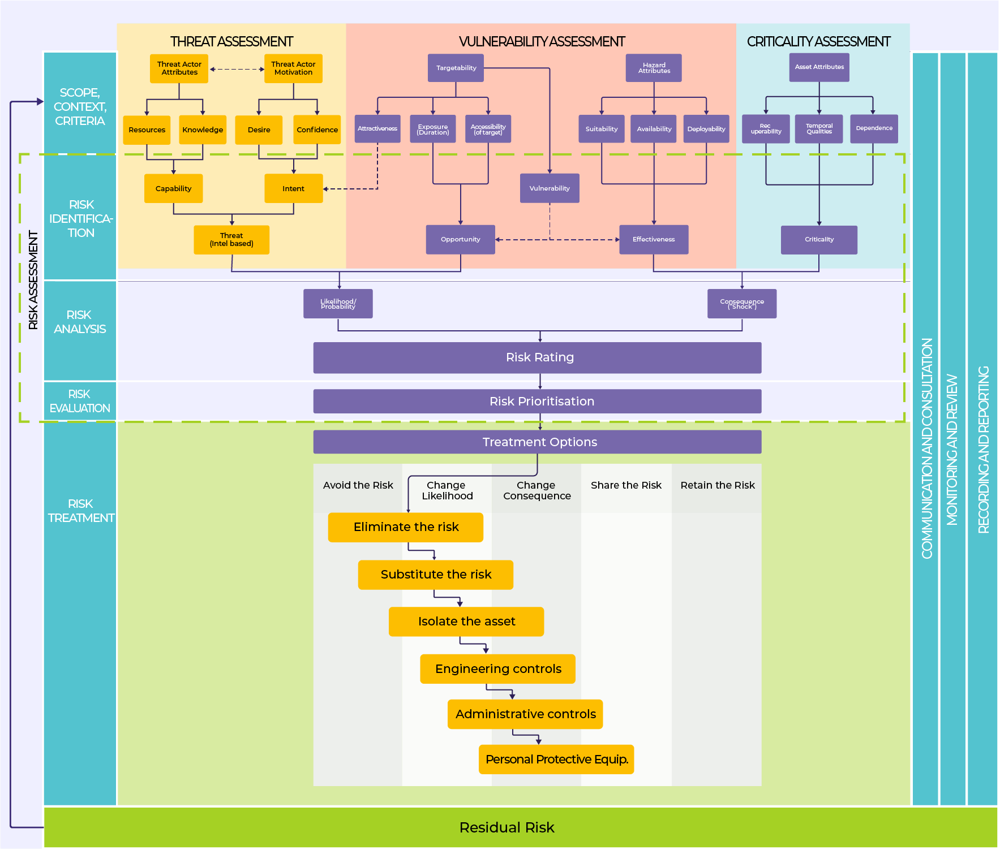 THREAT ASSESSMENT
VULNERABILITY ASSESSMENT
CRITICALITY ASSESSMENT
SCOPE,
CONTEXT,
CRITERIA
Threat Actor
Attributes
Threat Actor
Motivation
Targetability
Hazard
Attributes
Asset Attributes
Resources
Knowledge
Desire
Confidence
Attractiveness
Exposure
(Duration)
Accessibility
(of target)
Suitability
Availability
Deployability
Rec
uperability
Temporal
Qualities
Dependence
RISK ASSESSMENT
RISK
IDENTIFICA-
TION
Capability
Intent
Vulnerability
Threat
(Intel based)
Opportunity
Effectiveness
Criticality
RISK
ANALYSIS
Likelihood/
Probability
Consequence
("Shock")
Risk Rating
RISK
EVALUATION
Risk Prioritisation
RISK
TREATMENT
Treatment Options
Avoid the Risk
Change
Likelihood
Change
Consequence
Share the Risk
Retain the Risk
Eliminate the risk
Substitute the risk
Isolate the asset
Engineering controls
Administrative controls
Personal Protective Equip.
COMMUNICATION AND CONSULTATION
MONITORING AND REVIEW
RECORDING AND REPORTING
Residual Risk